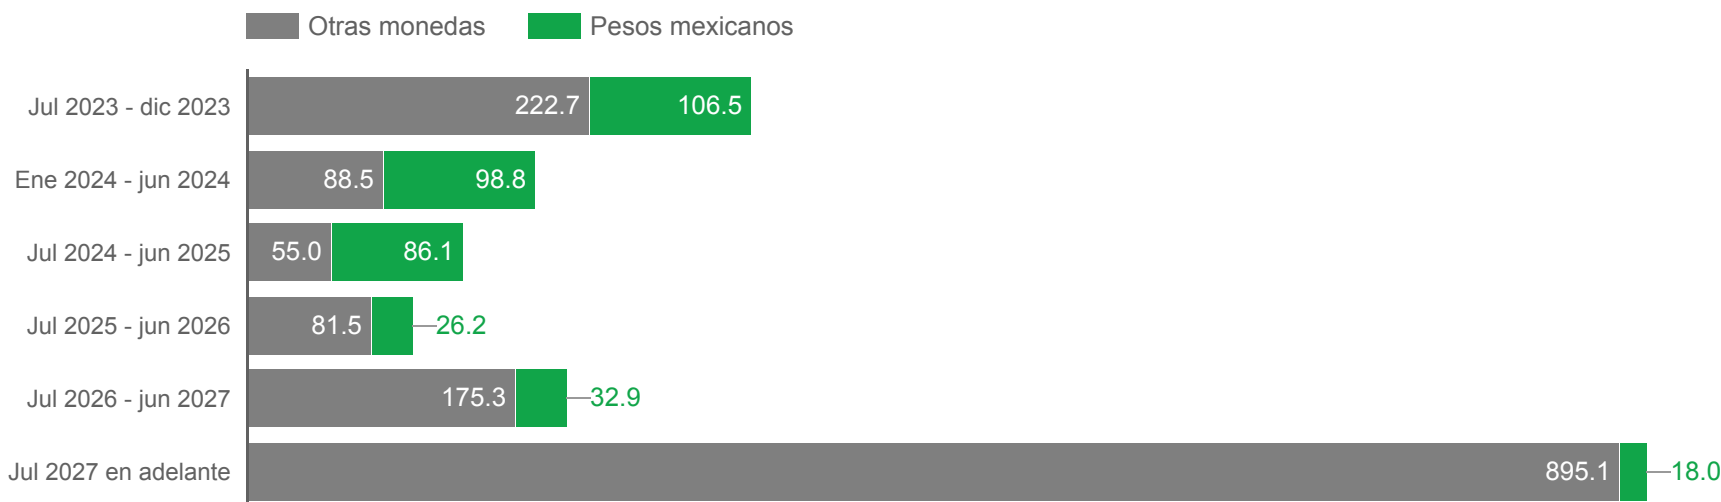 Otras monedas Pesos mexicanos
Jul 2023 - dic 2023 222.7 106.5
Ene 2024 - jun 2024 88.5 98.8
Jul 2024 - jun 2025 55.0 86.1
Jul 2025 - jun 2026 81.5 26.2
Jul 2026 - jun 2027 175.3 32.9
Jul 2027 en adelante 895.1 18.0